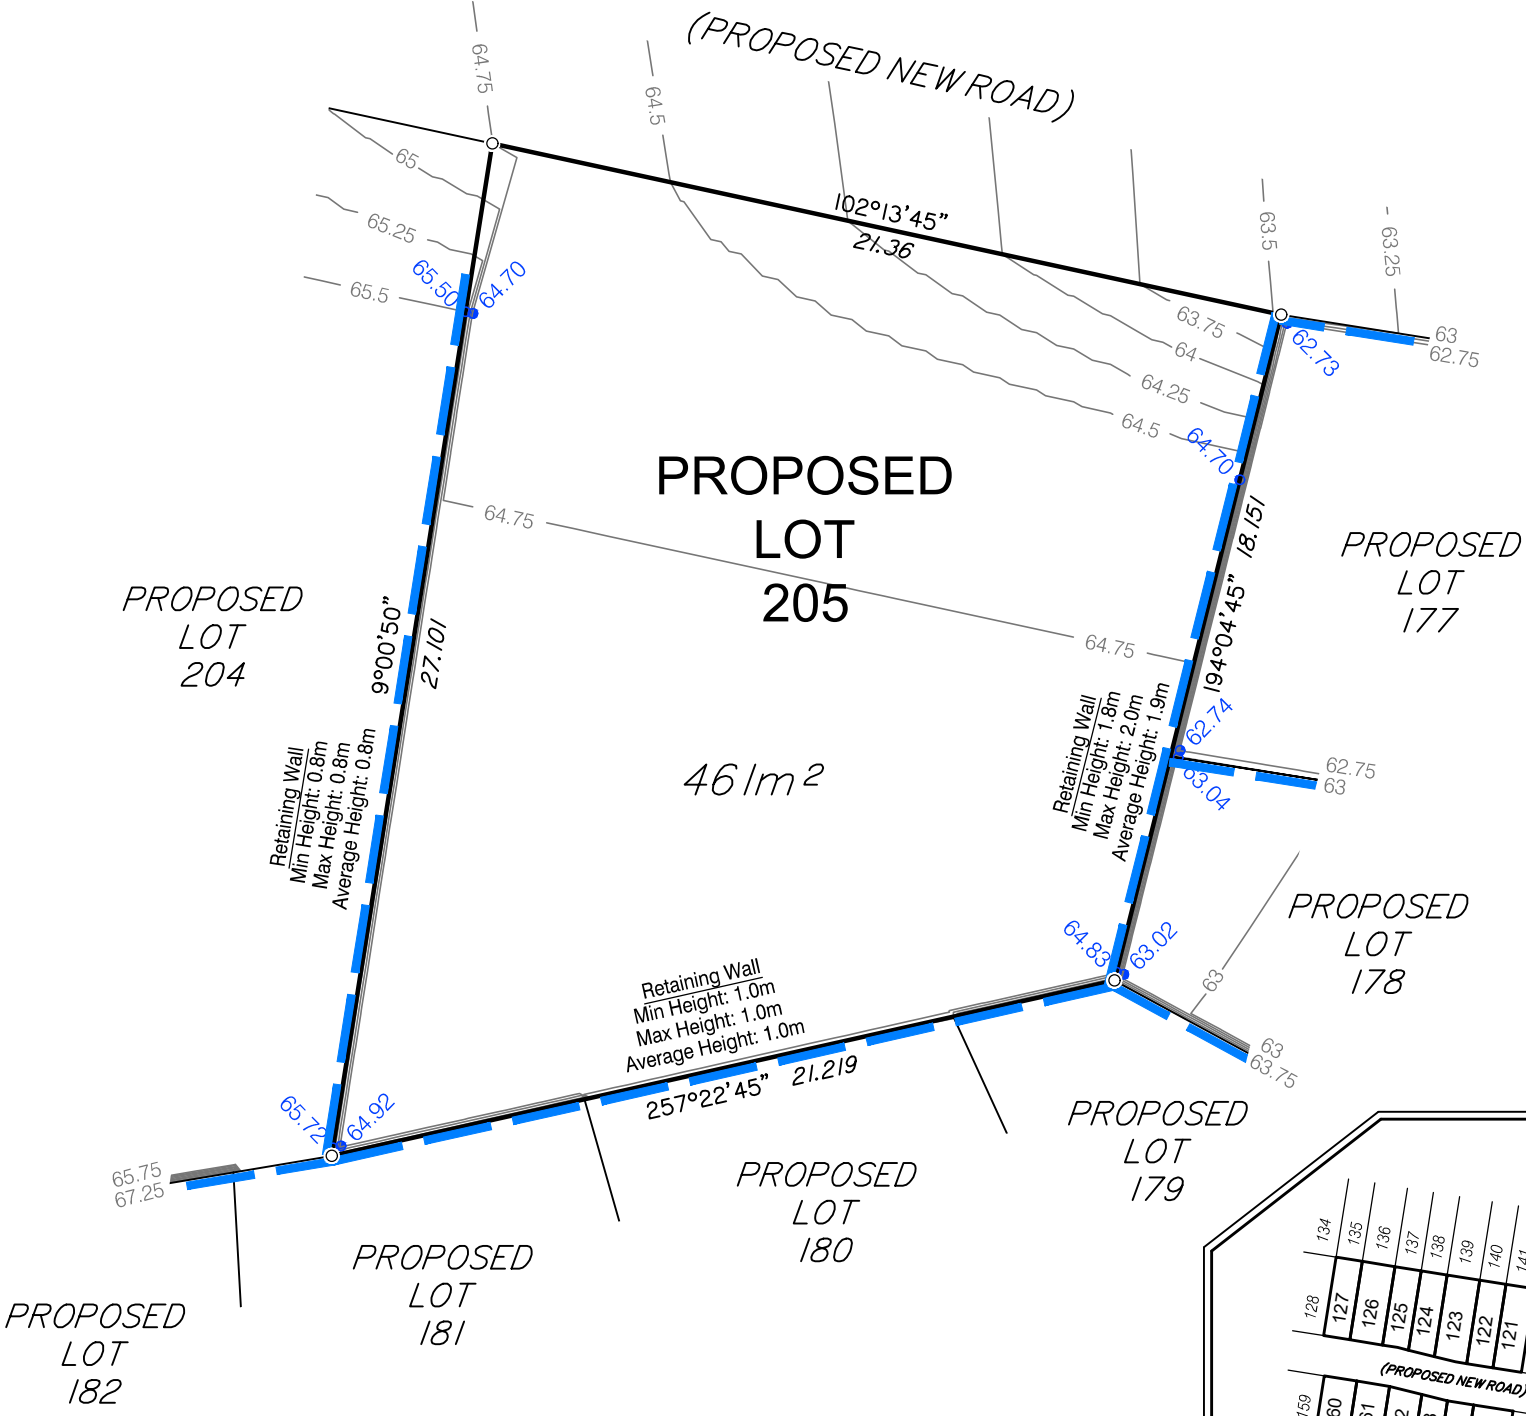 (PROPOSED NEW ROAD)
64.75
64.5
65
65.25
65.5
65.50
64.70
102°13'45"
21.36
63.5
63.25
63.75
64
64.25
64.5
63
62.75
62.73
64.70
PROPOSED
LOT
205
64.75
64.75
18.151
194°04'45"
PROPOSED
LOT
177
PROPOSED
LOT
204
9°00'50"
27.101
Retaining Wall
Min Height: 0.8m
Max Height: 0.8m
Average Height: 0.8m
461m²
Retaining Wall
Min Height: 1.8m
Max Height: 2.0m
Average Height: 1.9m
62.74
63.04
62.75
63
PROPOSED
LOT
178
64.83
63.02
63
63
63.75
Retaining Wall
Min Height: 1.0m
Max Height: 1.0m
Average Height: 1.0m
257°22'45"
21.219
65.72
64.92
65.75
67.25
PROPOSED
LOT
179
PROPOSED
LOT
180
PROPOSED
LOT
181
PROPOSED
LOT
182
134
135
136
137
138
139
140
141
128
127
126
125
124
123
122
121
(PROPOSED NEW ROAD)
159